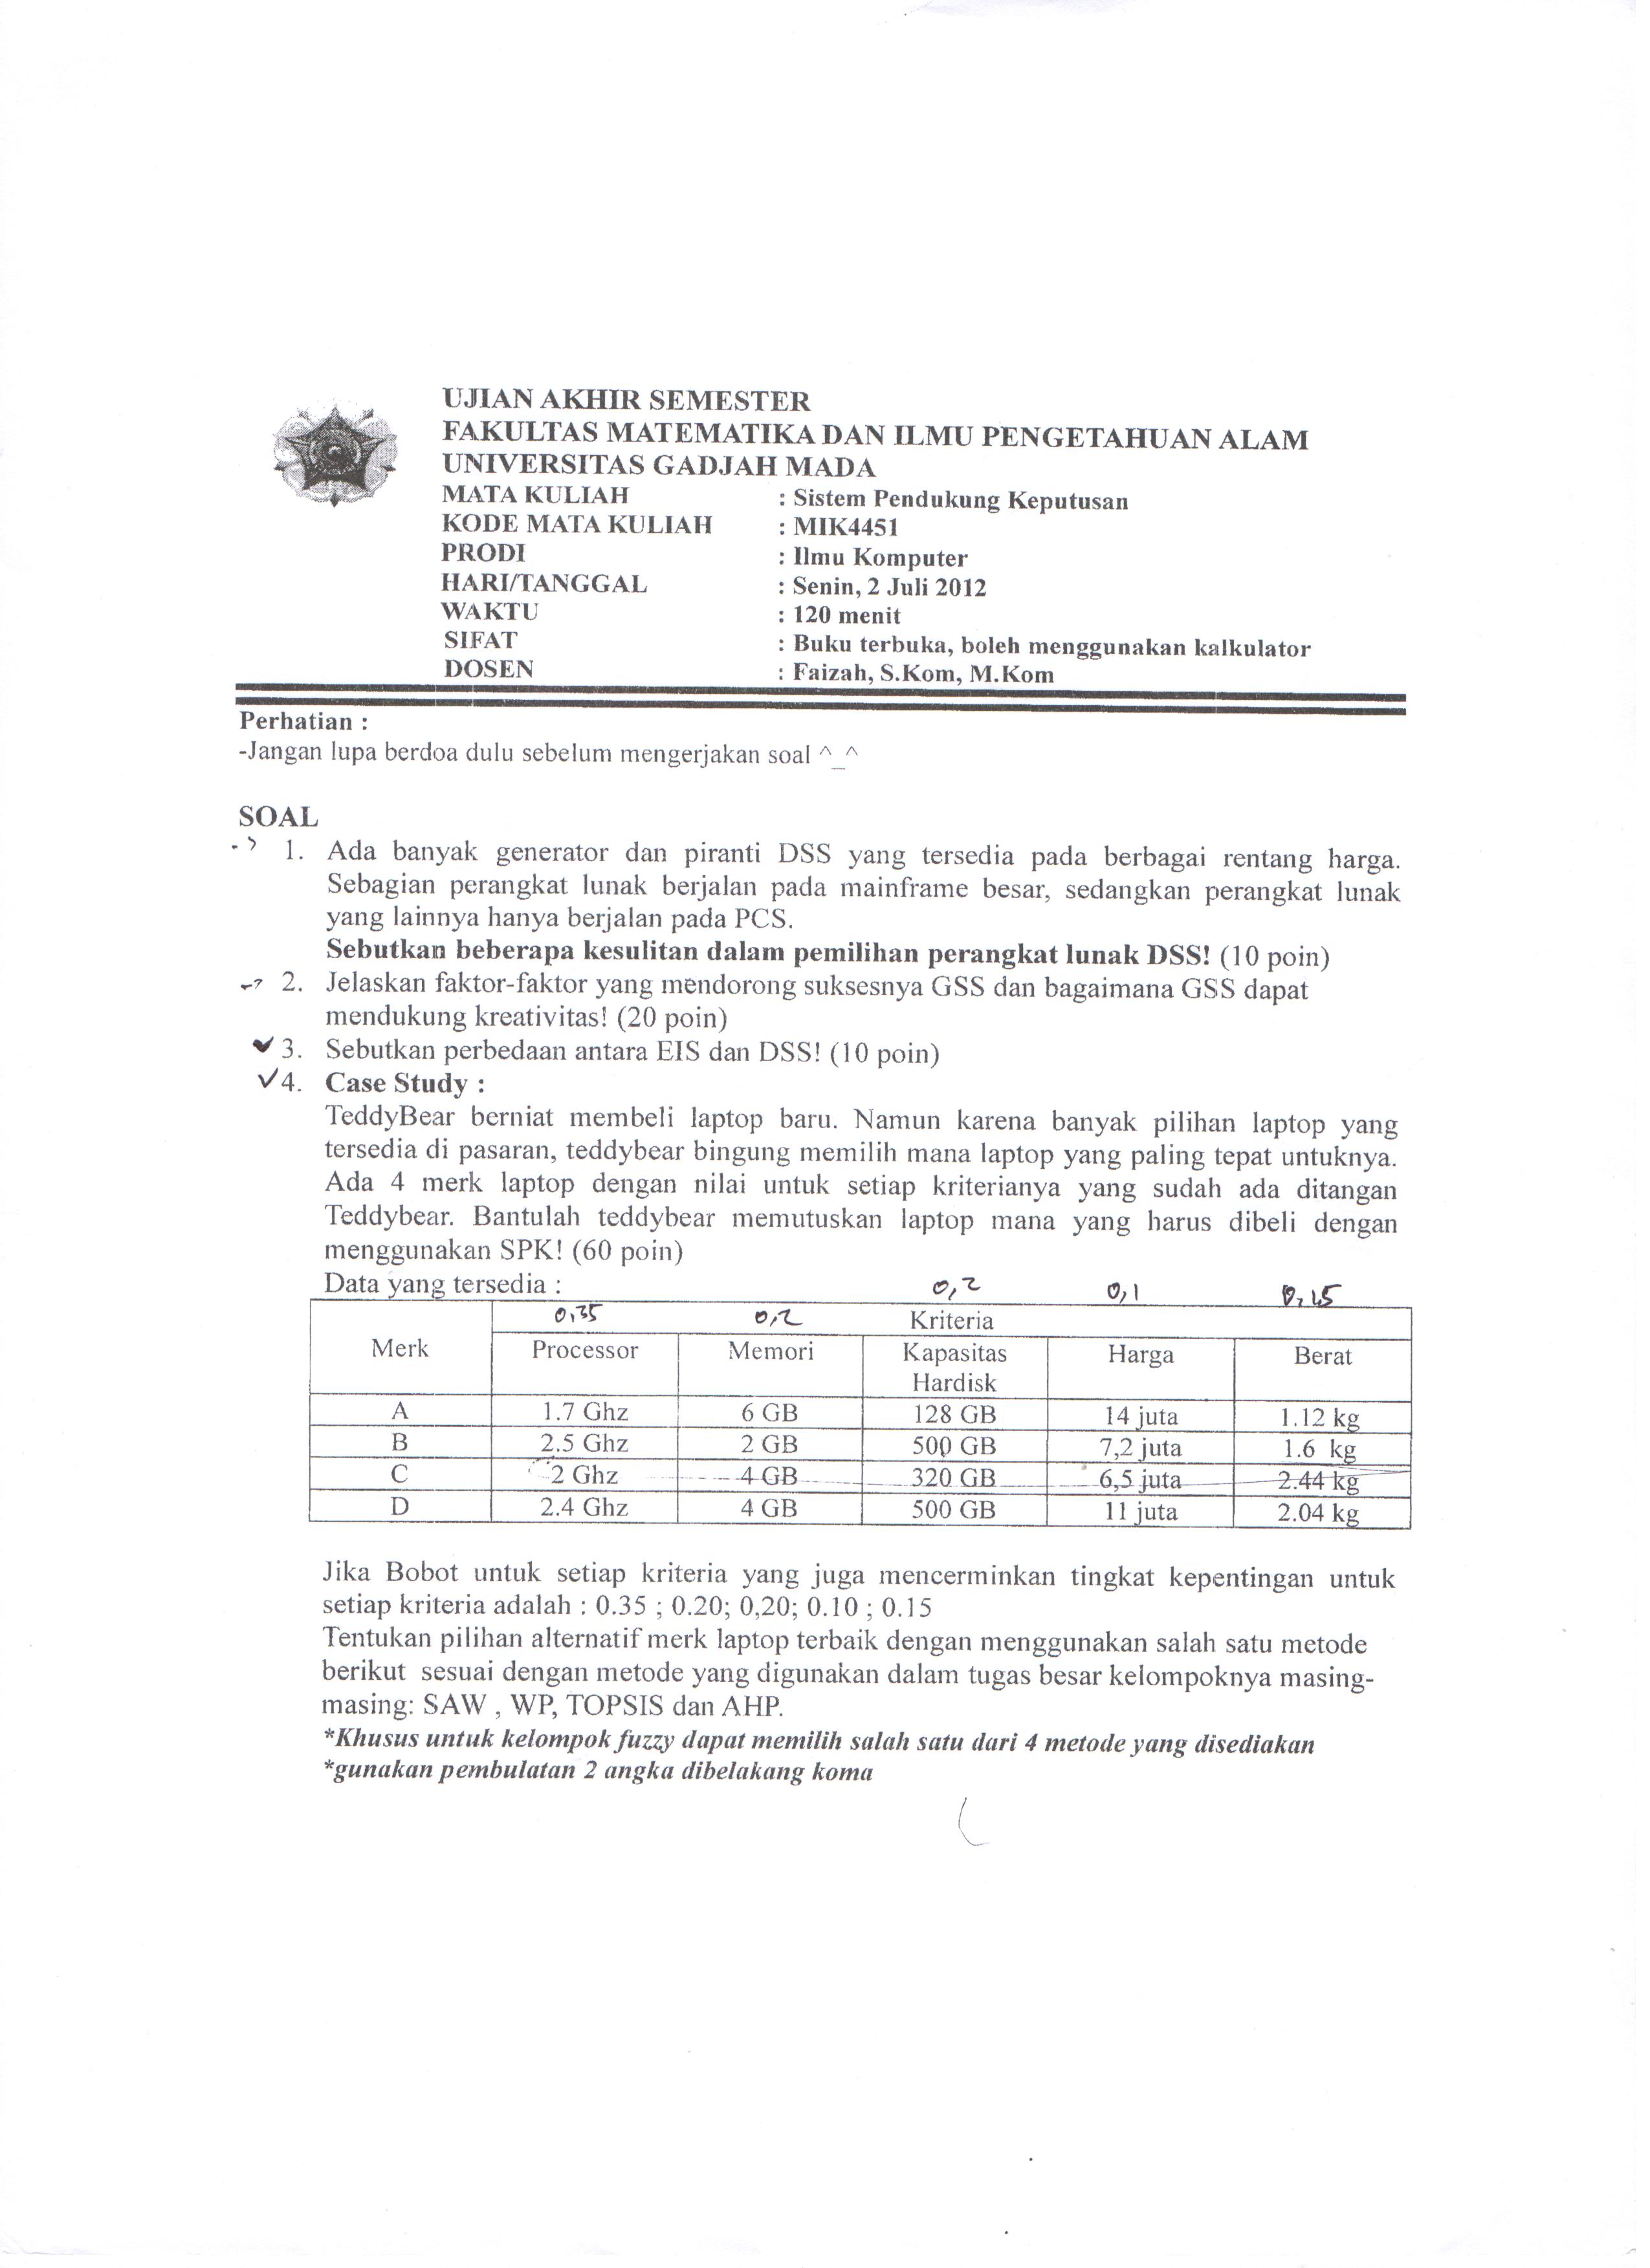 UJIAN AKHIR SEMESTER
FAKULTAS MATEMATIKA DAN ILMU PENGETAHUAN ALAM
UNIVERSITAS GADJAH MADA
MATA KULIAH : Sistem Pendukung Keputusan
KODE MATA KULIAH : MIK4451
PRODI : Ilmu Komputer
HARI/TANGGAL : Senin, 2 Juli 2012
WAKTU : 120 menit
SIFAT : Buku terbuka, boleh menggunakan kalkulator
DOSEN : Faizah, S.Kom, M.Kom
Perhatian :
-Jangan lupa berdoa dulu sebelum mengerjakan soal ^_^
SOAL
1. Ada banyak generator dan piranti DSS yang tersedia pada berbagai rentang harga.
Sebagian perangkat lunak berjalan pada mainframe besar, sedangkan perangkat lunak
yang lainnya hanya berjalan pada PCS.
Sebutkan beberapa kesulitan dalam pemilihan perangkat lunak DSS! (10 poin)
2. Jelaskan faktor-faktor yang mendorong suksesnya GSS dan bagaimana GSS dapat
mendukung kreativitas! (20 poin)
3. Sebutkan perbedaan antara EIS dan DSS! (10 poin)
4. Case Study :
TeddyBear berniat membeli laptop baru. Namun karena banyak pilihan laptop yang
tersedia di pasaran, teddybear bingung memilih mana laptop yang paling tepat untuknya.
Ada 4 merk laptop dengan nilai untuk setiap kriterianya yang sudah ada ditangan
Teddybear. Bantulah teddybear memutuskan laptop mana yang harus dibeli dengan
menggunakan SPK! (60 poin)
Data yang tersedia :
0,2 0,1 0,15
0,35 0,2 Kriteria
Merk Processor Memori Kapasitas Hardisk Harga Berat
A 1.7 Ghz 6 GB 128 GB 14 juta 1.12 kg
B 2.5 Ghz 2 GB 500 GB 7,2 juta 1.6 kg
C 2 Ghz 4 GB 320 GB 6,5 juta 2.44 kg
D 2.4 Ghz 4 GB 500 GB 11 juta 2.04 kg
Jika Bobot untuk setiap kriteria yang juga mencerminkan tingkat kepentingan untuk
setiap kriteria adalah : 0.35 ; 0.20; 0,20; 0.10 ; 0.15
Tentukan pilihan alternatif merk laptop terbaik dengan menggunakan salah satu metode
berikut sesuai dengan metode yang digunakan dalam tugas besar kelompoknya masing-
masing: SAW , WP, TOPSIS dan AHP.
*Khusus untuk kelompok fuzzy dapat memilih salah satu dari 4 metode yang disediakan
*gunakan pembulatan 2 angka dibelakang koma